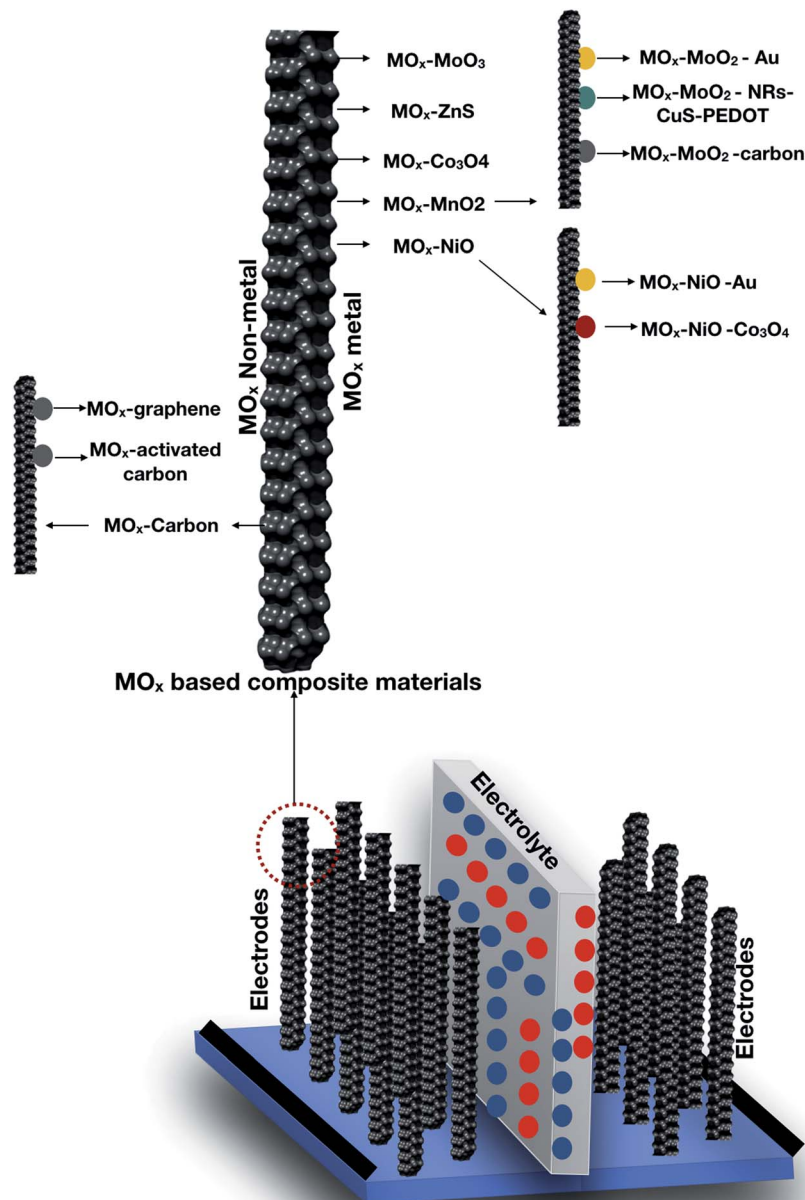 MOₓ-MoO₃
MOₓ-ZnS
MOₓ-Co₃O4
MOₓ-MnO2
MOₓ-NiO
MOₓ-MoO₂ - Au
MOₓ-MoO₂ - NRs-
CuS-PEDOT
MOₓ-MoO₂ -carbon
MOₓ-NiO -Au
MOₓ-NiO -Co₃O₄
MOₓ Non-metal
MOₓ metal
MOₓ-graphene
MOₓ-activated
carbon
MOₓ-Carbon
MOₓ based composite materials
Electrolyte
Electrodes
Electrodes